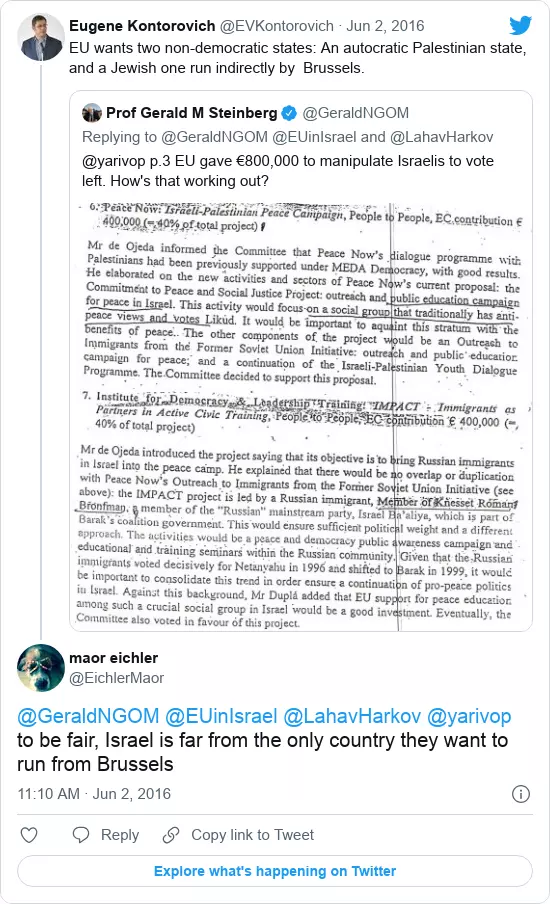 Eugene Kontorovich @EVKontorovich · Jun 2, 2016
EU wants two non-democratic states: An autocratic Palestinian state,
and a Jewish one run indirectly by  Brussels.
Prof Gerald M Steinberg @GeraldNGOM
Replying to @GeraldNGOM @EUinIsrael and @LahavHarkov
@yarivop p.3 EU gave €800,000 to manipulate Israelis to vote
left. How's that working out?
6. Peace Now: Israeli-Palestinian Peace Campaign, People to People, EC contribution €
400,000 (= 40% of total project)
Mr de Ojeda informed the Committee that Peace Now's dialogue programme with
Palestinians had been previously supported under MEDA Democracy, with good results.
He elaborated on the new activities and sectors of Peace Now's current proposal: the
Commitment to Peace and Social Justice Project: outreach and public education campaign
for peace in Israel. This activity would focus on a social group that traditionally has anti-
peace views and votes Likud. It would be important to aquaint this stratum with the
benefits of peace.. The other components of the project would be an Outreach to
Immigrants from the Former Soviet Union Initiative: outreach and public education
campaign for peace; and a continuation of the Israeli-Palestinian Youth Dialogue
Programme. The Committee decided to support this proposal.
7. Institute for Democracy & Leadership Training: "IMPACT - Immigrants as
Partners in Active Civic Training, People to People, EC contribution € 400,000 (=,
40% of total project)
Mr de Ojeda introduced the project saying that its objective is to bring Russian immigrants
in Israel into the peace camp. He explained that there would be no overlap or duplication
with Peace Now's Outreach to Immigrants from the Former Soviet Union Initiative (see
above): the IMPACT project is led by a Russian immigrant, Member of Knesset Roman
Bronfman, a member of the "Russian" mainstream party, Israel Ba'aliya, which is part of
Barak's coalition government. This would ensure sufficient political weight and a different
approach. The activities would be a peace and democracy public awareness campaign and
educational and training seminars within the Russian community. Given that the Russian
immigrants voted decisively for Netanyahu in 1996 and shifted to Barak in 1999, it would
be important to consolidate this trend in order ensure a continuation of pro-peace politics
in Israel. Against this background, Mr Duplá added that EU support for peace education
among such a crucial social group in Israel would be a good investment. Eventually, the
Committee also voted in favour of this project.
maor eichler
@EichlerMaor
@GeraldNGOM @EUinIsrael @LahavHarkov @yarivop
to be fair, Israel is far from the only country they want to
run from Brussels
11:10 AM · Jun 2, 2016
Reply
Copy link to Tweet
Explore what's happening on Twitter